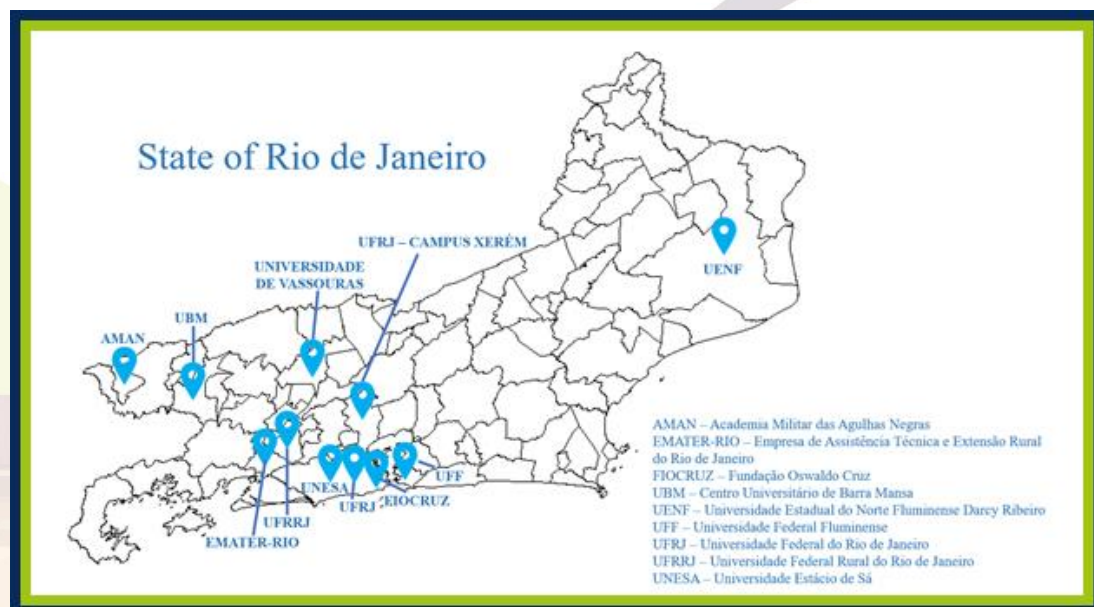 State of Rio de Janeiro
UFRJ – CAMPUS XERÉM
UNIVERSIDADE
DE VASSOURAS
UENF
UBM
AMAN
UFF
UNESA
EIOCRUZ
UFRJ
UFRRJ
EMATER-RIO
AMAN – Academia Militar das Agulhas Negras
EMATER-RIO – Empresa de Assistência Técnica e Extensão Rural
do Rio de Janeiro
FIOCRUZ – Fundação Oswaldo Cruz
UBM – Centro Universitário de Barra Mansa
UENF – Universidade Estadual do Norte Fluminense Darcy Ribeiro
UFF – Universidade Federal Fluminense
UFRJ – Universidade Federal do Rio de Janeiro
UFRRJ – Universidade Federal Rural do Rio de Janeiro
UNESA – Universidade Estácio de Sá